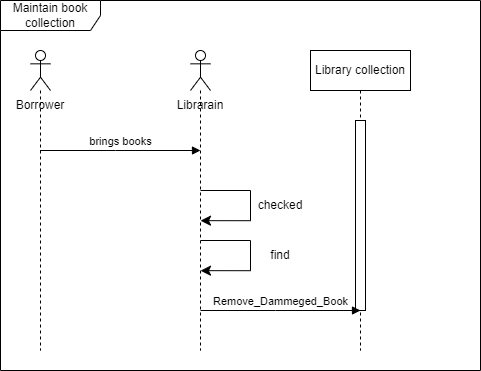 Maintain book
collection
Borrower
Librarain
Library collection
brings books
checked
find
Remove_Dammeged_Book